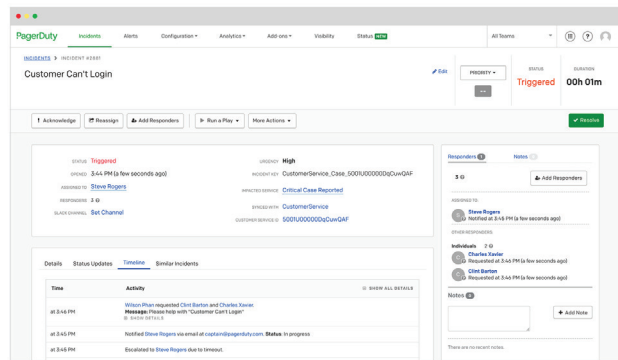 PagerDuty
Incidents
Alerts
Configuration
Analytics
Add-ons
Visibility
Status NEW
All Teams
?
INCIDENTS > INCIDENT #2891
Customer Can't Login
Edit
PRIORITY
--
STATUS
Triggered
DURATION
00h 01m
Acknowledge
Reassign
Add Responders
Run a Play
More Actions
Resolve
STATUS Triggered
OPENED 3:44 PM (a few seconds ago)
ASSIGNED TO Steve Rogers
RESPONDERS 3
SLACK CHANNEL Set Channel
URGENCY High
INCIDENT KEY CustomerService_Case_5001U00000DqCuwQAF
IMPACTED SERVICE Critical Case Reported
SYNCED WITH CustomerService
CUSTOMER SERVICE ID 5001U00000DqCuwQAF
Responders 1
Notes
3
Add Responders
ASSIGNED TO
Steve Rogers
Notified at 3:45 PM (a few seconds ago)
OTHER RESPONDERS
Individuals 2
Charles Xavier
Requested at 3:46 PM (a few seconds ago)
Clint Barton
Requested at 3:46 PM (a few seconds ago)
Notes
Add Note
There are no recent notes.
Details
Status Updates
Timeline
Similar Incidents
Time
Activity
SHOW ALL DETAILS
at 3:46 PM
Wilson Phan requested Clint Barton and Charles Xavier.
Message: Please help with "Customer Can't Login"
SHOW DETAILS
at 3:45 PM
Notified Steve Rogers via email at captain@pagerduty.com. Status: In progress
at 3:45 PM
Escalated to Steve Rogers due to timeout.